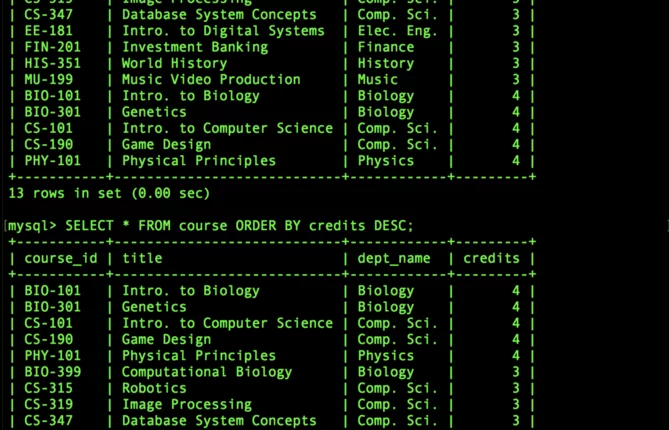 | CS-319 | Image Processing | Comp. Sci. | 3 |
| CS-347 | Database System Concepts | Comp. Sci. | 3 |
| EE-181 | Intro. to Digital Systems | Elec. Eng. | 3 |
| FIN-201 | Investment Banking | Finance | 3 |
| HIS-351 | World History | History | 3 |
| MU-199 | Music Video Production | Music | 3 |
| BIO-101 | Intro. to Biology | Biology | 4 |
| BIO-301 | Genetics | Biology | 4 |
| CS-101 | Intro. to Computer Science | Comp. Sci. | 4 |
| CS-190 | Game Design | Comp. Sci. | 4 |
| PHY-101 | Physical Principles | Physics | 4 |
+-----------+----------------------------+------------+---------+
13 rows in set (0.00 sec)
[mysql> SELECT * FROM course ORDER BY credits DESC;
+-----------+----------------------------+------------+---------+
| course_id | title | dept_name | credits |
+-----------+----------------------------+------------+---------+
| BIO-101 | Intro. to Biology | Biology | 4 |
| BIO-301 | Genetics | Biology | 4 |
| CS-101 | Intro. to Computer Science | Comp. Sci. | 4 |
| CS-190 | Game Design | Comp. Sci. | 4 |
| PHY-101 | Physical Principles | Physics | 4 |
| BIO-399 | Computational Biology | Biology | 3 |
| CS-315 | Robotics | Comp. Sci. | 3 |
| CS-319 | Image Processing | Comp. Sci. | 3 |
| CS-347 | Database System Concepts | Comp. Sci. | 3 |